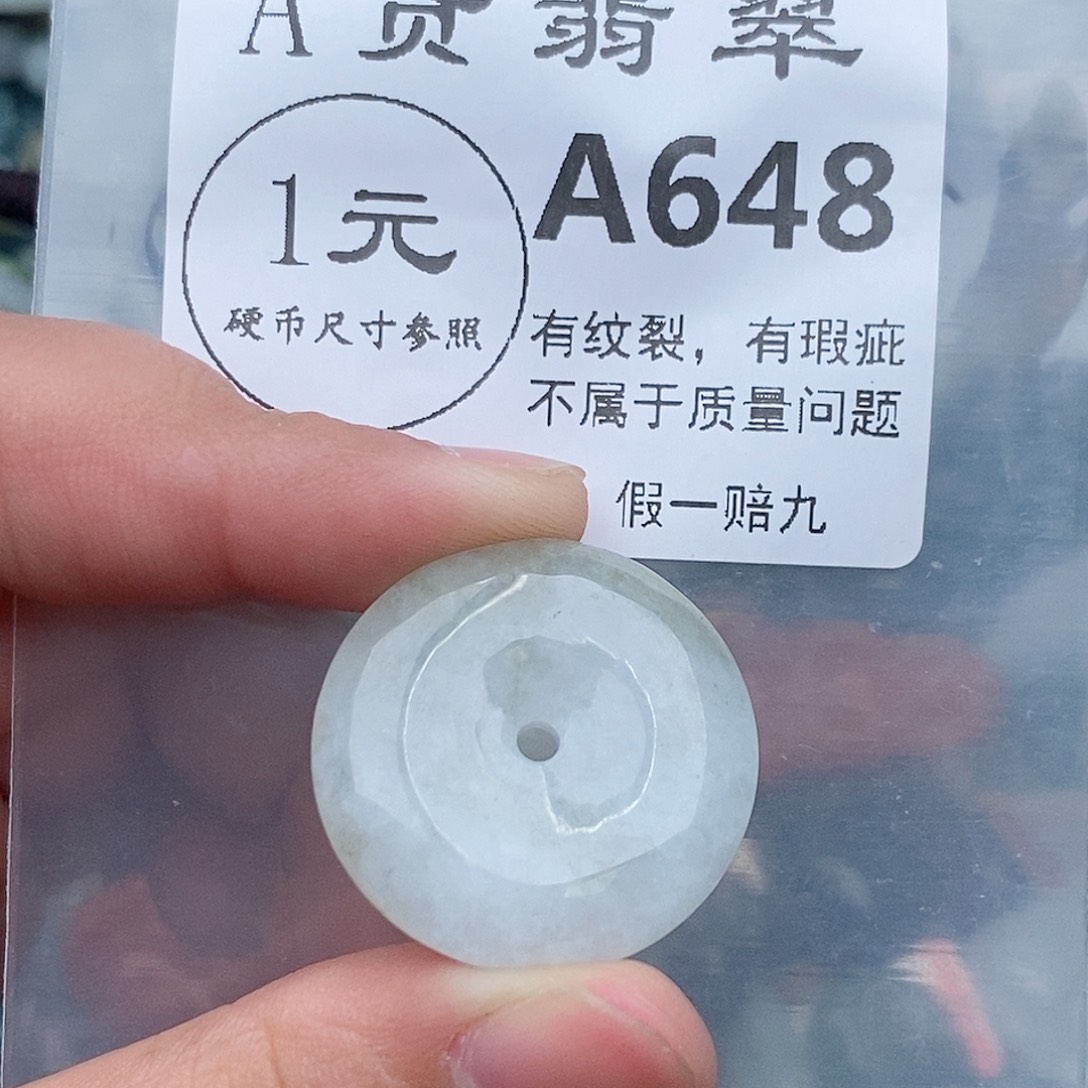 A货翡翠
1元
硬币尺寸参照
A648
有纹裂，有瑕疵
不属于质量问题
假一赔九